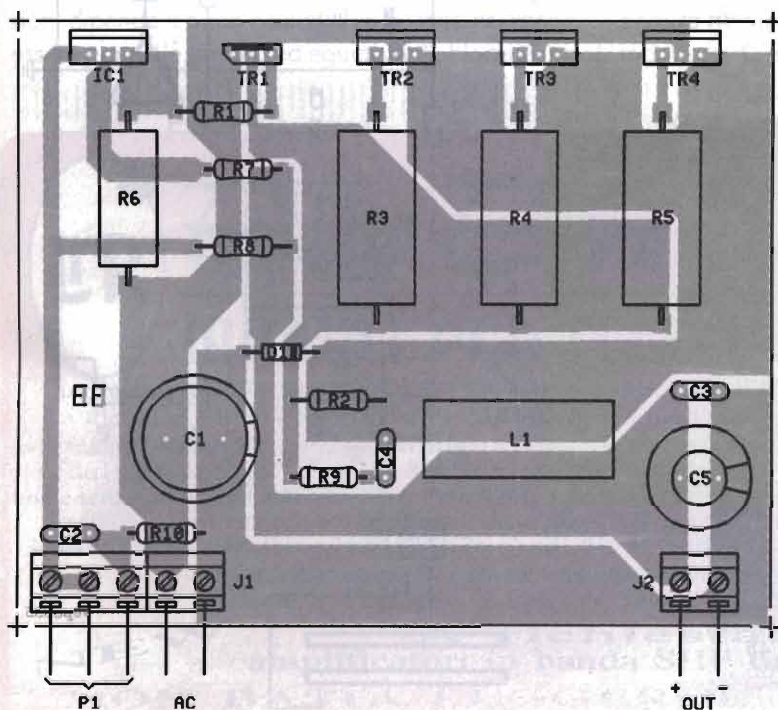 IC1 TR1 TR2 TR3 TR4
R1
R7
R6 R3 R4 R5
R8
D1
EF R2 C3
C1 C4 L1 C5
R9
C2 R10
J1 J2
P1 AC + OUT -